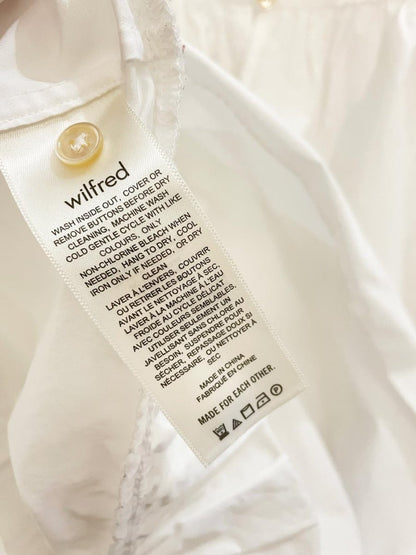 wilfred
WASH INSIDE OUT, COVER OR
REMOVE BUTTONS BEFORE DRY
CLEANING, MACHINE WASH
COLD GENTLE CYCLE WITH LIKE
COLOURS, ONLY
NON-CHLORINE BLEACH WHEN
NEEDED, HANG TO DRY, COOL
IRON ONLY IF NEEDED, OR DRY
CLEAN
LAVER À L'ENVERS, COUVRIR
OU RETIRER LES BOUTONS
AVANT LE NETTOYAGE À SEC,
LAVER À LA MACHINE À L'EAU
FROIDE AU CYCLE DÉLICAT
AVEC COULEURS SEMBLABLES,
UTILISER SEULEMENT UN
JAVELLISANT SANS CHLORE AU
BESOIN, SUSPENDRE POUR
SÉCHER, REPASSAGE DOUX SI
NÉCESSAIRE, OU NETTOYER À
SEC
MADE IN CHINA
FABRIQUÉ EN CHINE
MADE FOR EACH OTHER.